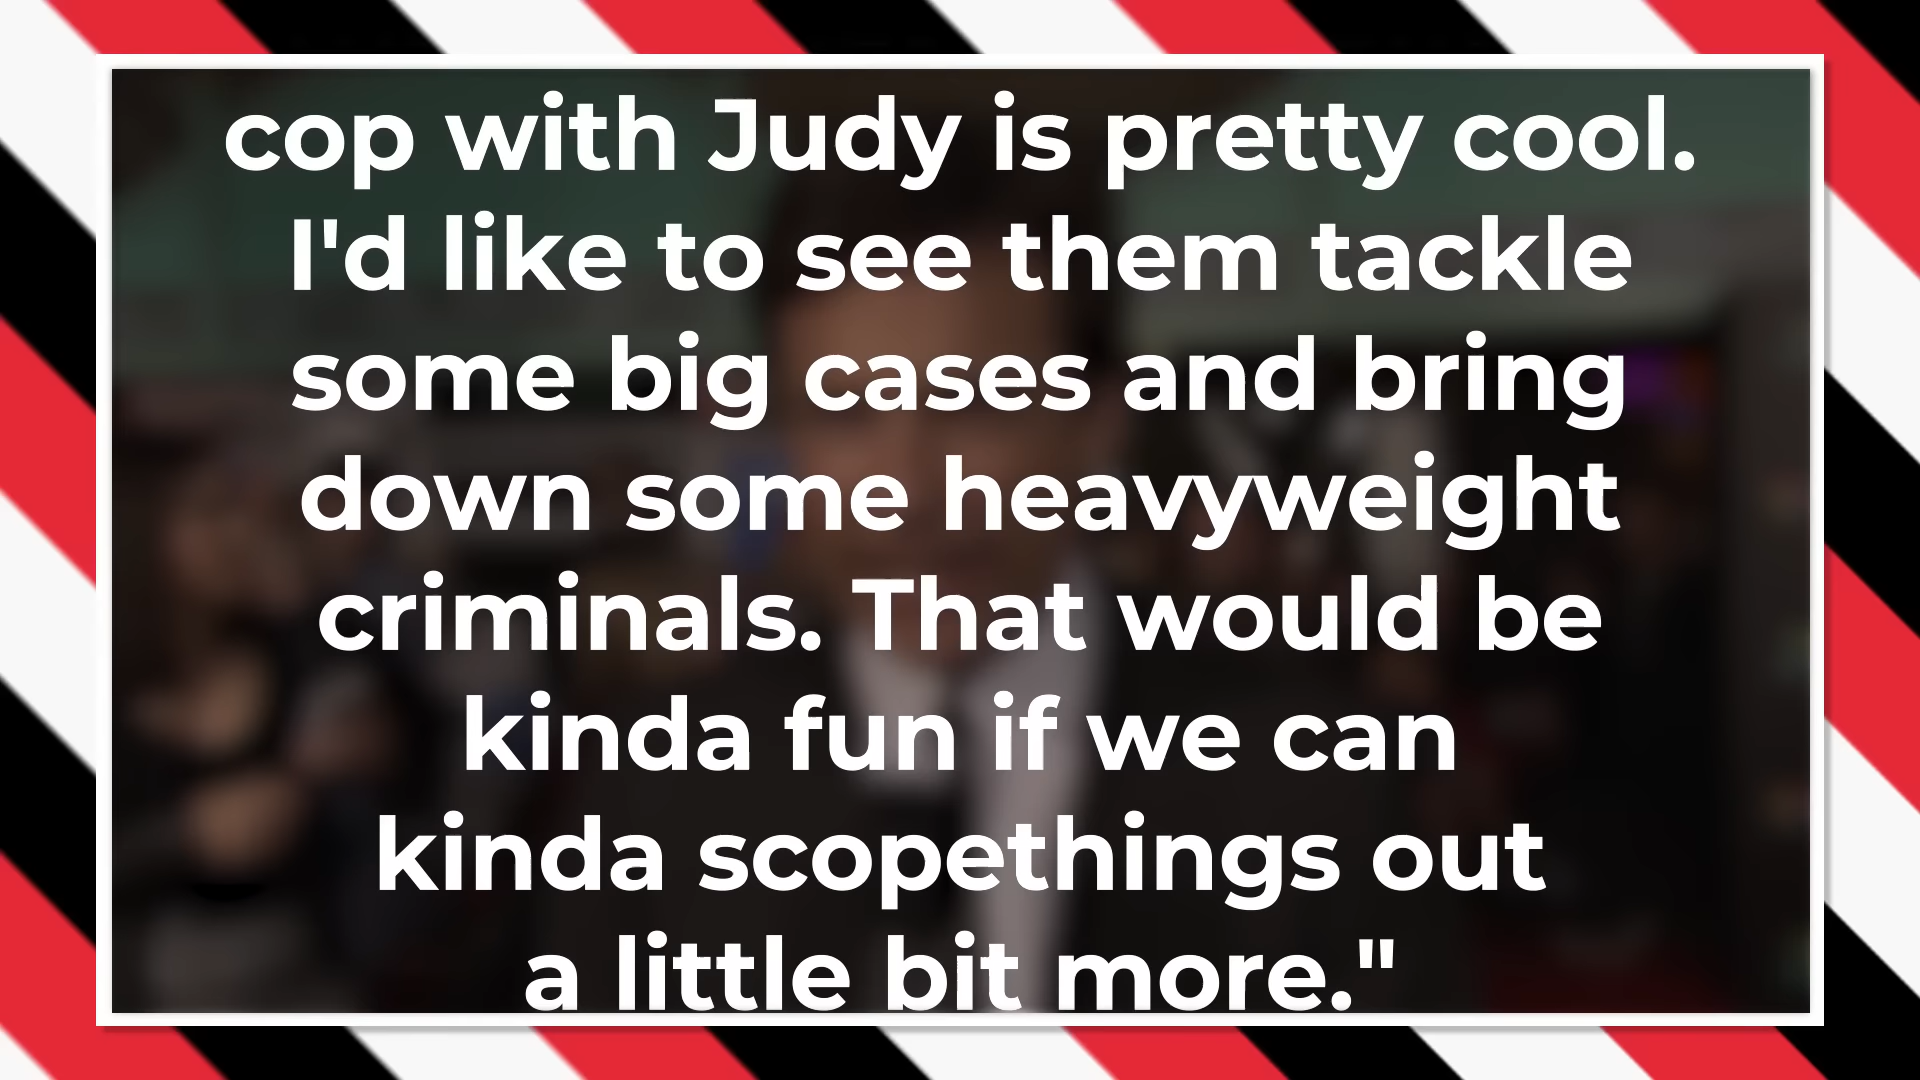 cop with Judy is pretty cool.
I'd like to see them tackle
some big cases and bring
down some heavyweight
criminals. That would be
kinda fun if we can
kinda scopethings out
a little bit more."